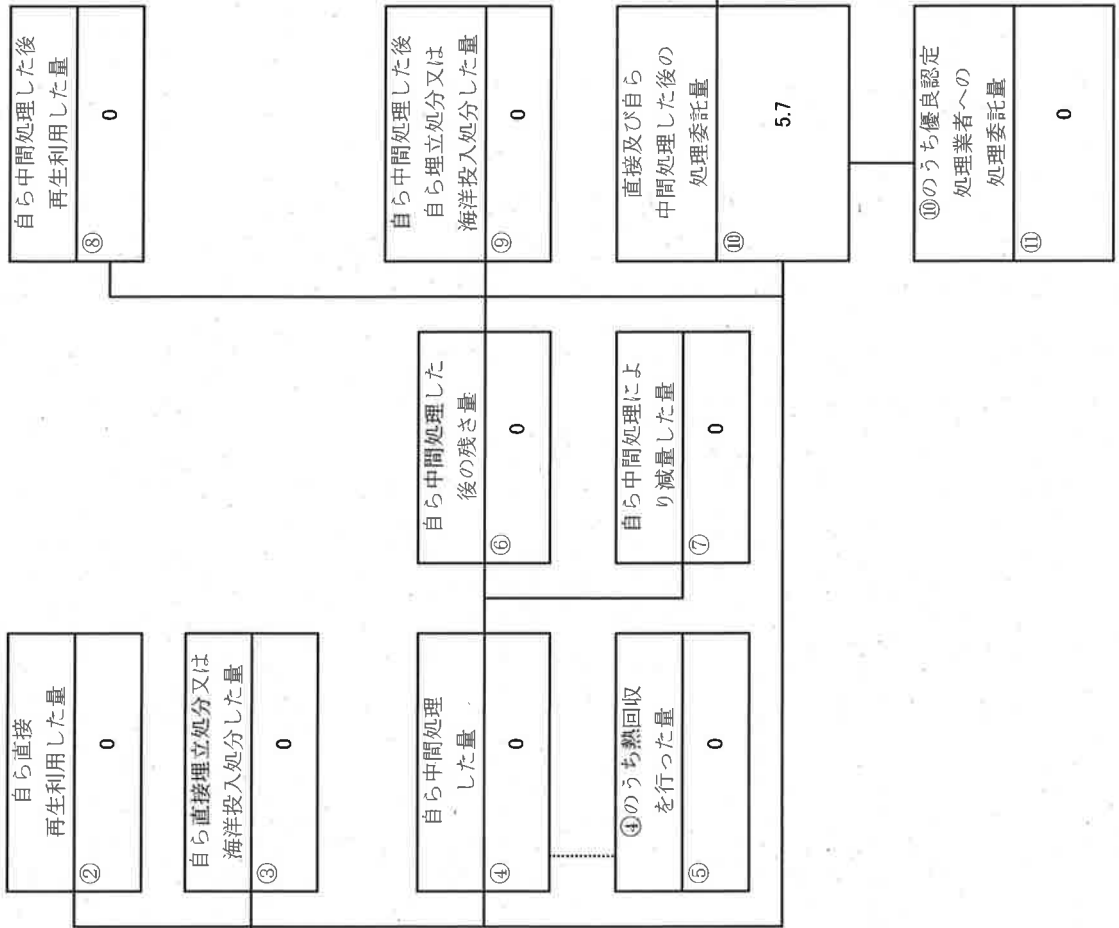 自ら直接
再生利用した量
②
0
自ら直接埋立処分又は
海洋投入処分した量
③
0
自ら中間処理
した量
④
0
④のうち熱回収
を行った量
⑤
0
自ら中間処理した
後の残さ量
⑥
0
自ら中間処理によ
り減量した量
⑦
0
自ら中間処理した後
再生利用した量
⑧
0
自ら中間処理した後
自ら埋立処分又は
海洋投入処分した量
⑨
0
直接及び自ら
中間処理した後の
処理委託量
⑩
5.7
⑩のうち優良認定
処理業者への
処理委託量
⑪
0